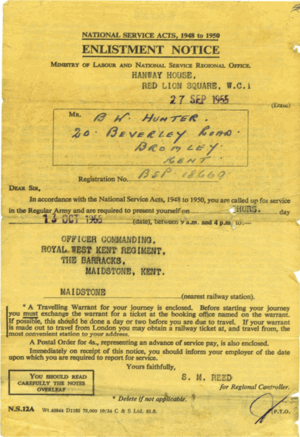 NATIONAL SERVICE ACTS, 1948 to 1950
ENLISTMENT NOTICE
MINISTRY OF LABOUR AND NATIONAL SERVICE REGIONAL OFFICE.
HANWAY HOUSE,
RED LION SQUARE, W.C.1
27 SEP 1955
(DATE)
MR.
B W HUNTER.
20. BEVERLEY ROAD.
BROMLEY.
KENT.
Registration No. BEP 18669
DEAR SIR,
In accordance with the National Service Acts, 1948 to 1950, you are called up for service
in the Regular Army and are required to present yourself on THURS. day
13 OCT 1955 (date), between 9 a.m. and 4 p.m. to:—
OFFICER COMMANDING,
ROYAL WEST KENT REGIMENT,
THE BARRACKS,
MAIDSTONE, KENT.
MAIDSTONE
(nearest railway station).
* A Travelling Warrant for your journey is enclosed. Before starting your journey
you must exchange the warrant for a ticket at the booking office named on the warrant.
If possible, this should be done a day or two before you are due to travel. If your warrant
is made out to travel from London you may obtain a railway ticket at, and travel from, the
most convenient station to your address.
A Postal Order for 4s., representing an advance of service pay, is also enclosed.
Immediately on receipt of this notice, you should inform your employer of the date
upon which you are required to report for service.
Yours faithfully,
S. M. REED
for Regional Controller.
YOU SHOULD READ
CAREFULLY THE NOTES
OVERLEAF
* Delete if not applicable.
N.S.12A
P.T.O.